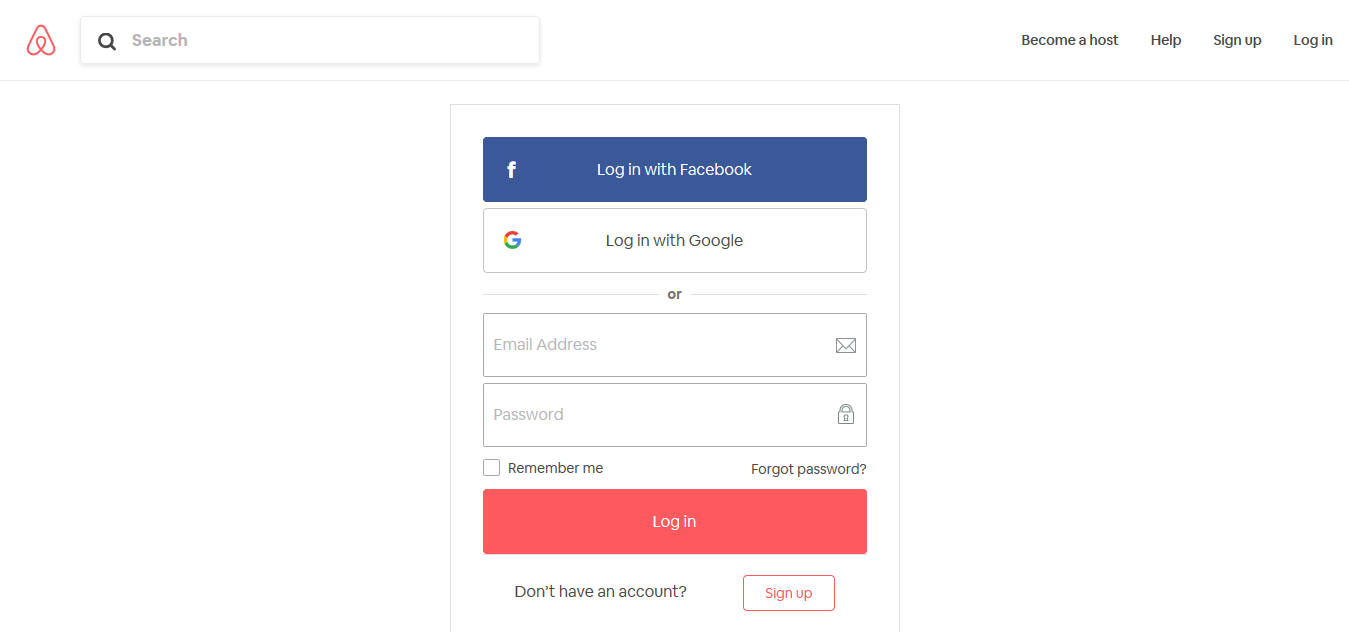 Search
Become a host Help Sign up Log in
f Log in with Facebook
G Log in with Google
or
Email Address
Password
Remember me Forgot password?
Log in
Don’t have an account? Sign up